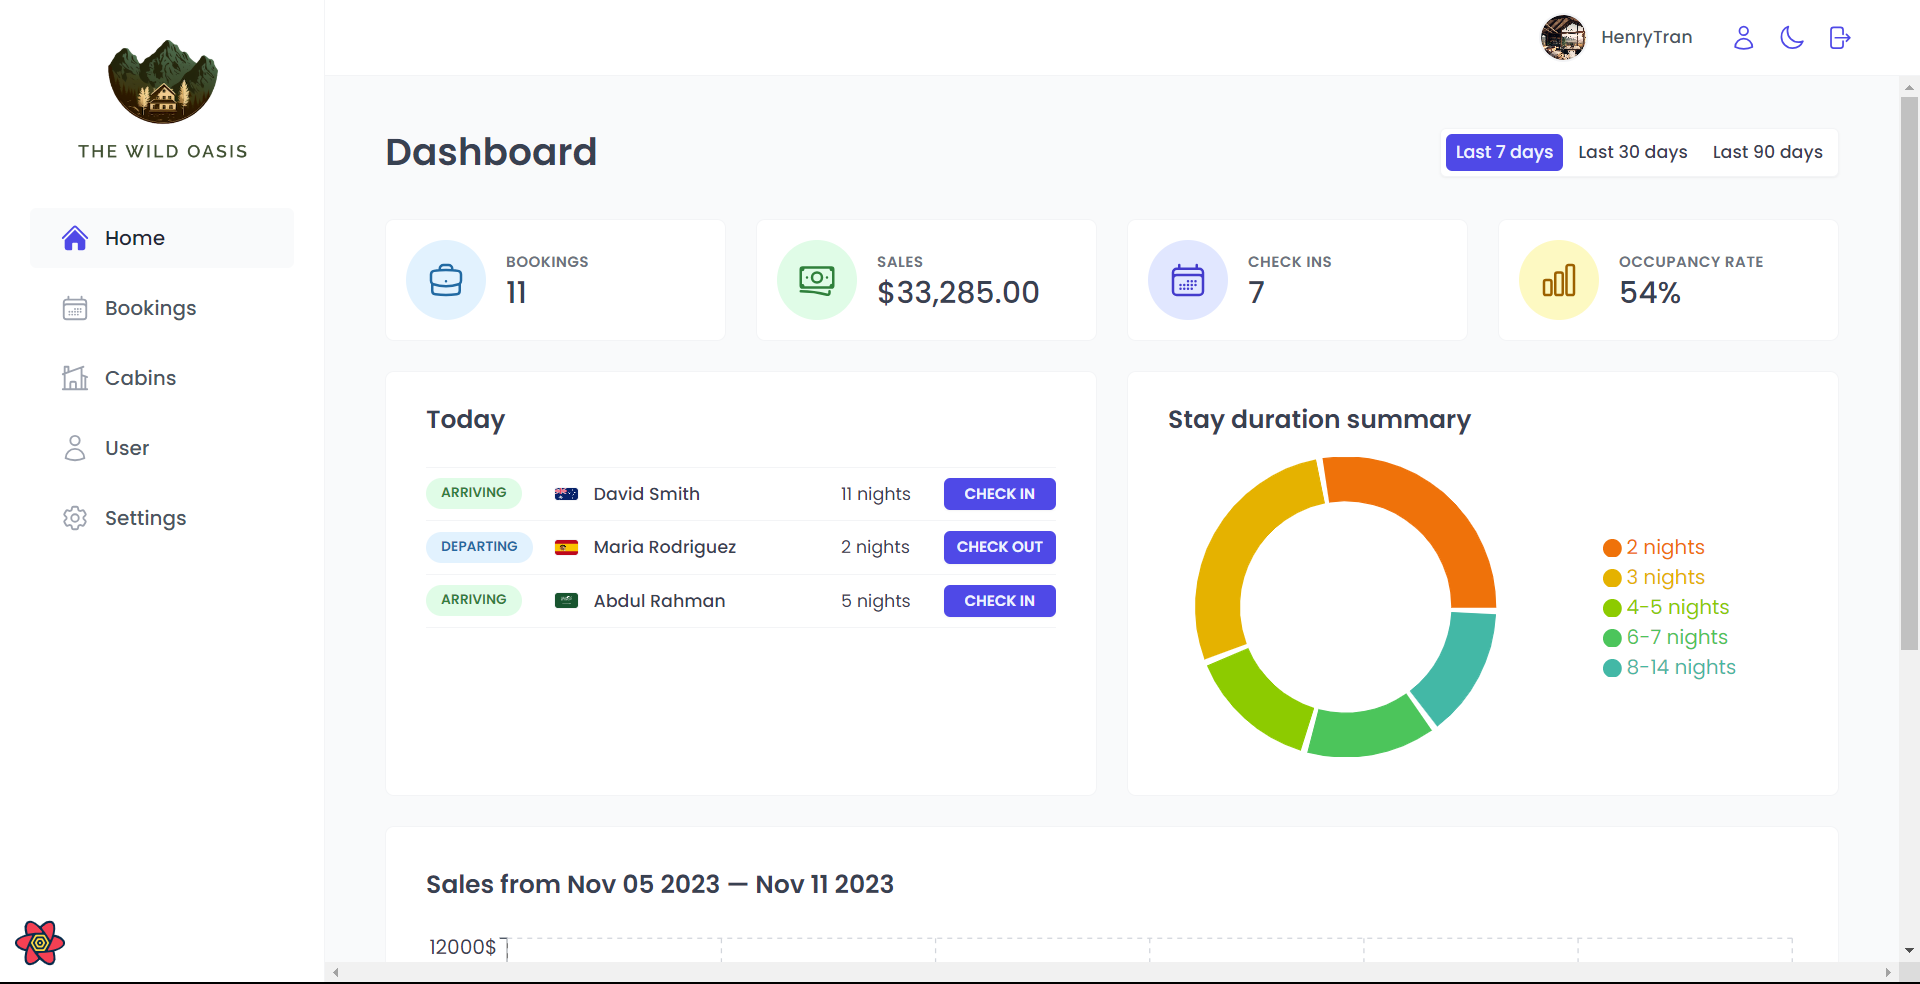 THE WILD OASIS
Home
Bookings
Cabins
User
Settings
HenryTran
Dashboard
Last 7 days Last 30 days Last 90 days
BOOKINGS
11
SALES
$33,285.00
CHECK INS
7
OCCUPANCY RATE
54%
Today
ARRIVING David Smith 11 nights CHECK IN
DEPARTING Maria Rodriguez 2 nights CHECK OUT
ARRIVING Abdul Rahman 5 nights CHECK IN
Stay duration summary
2 nights
3 nights
4-5 nights
6-7 nights
8-14 nights
Sales from Nov 05 2023 — Nov 11 2023
12000$